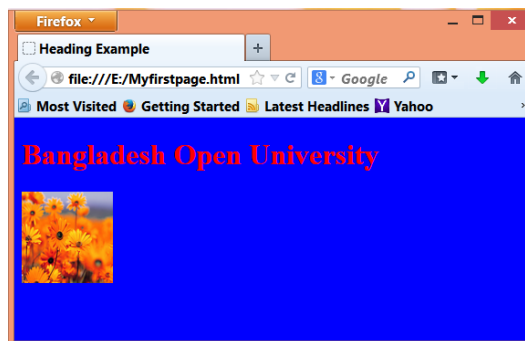 Firefox
Heading Example
file:///E:/Myfirstpage.html Google
Most Visited Getting Started Latest Headlines Yahoo
Bangladesh Open University